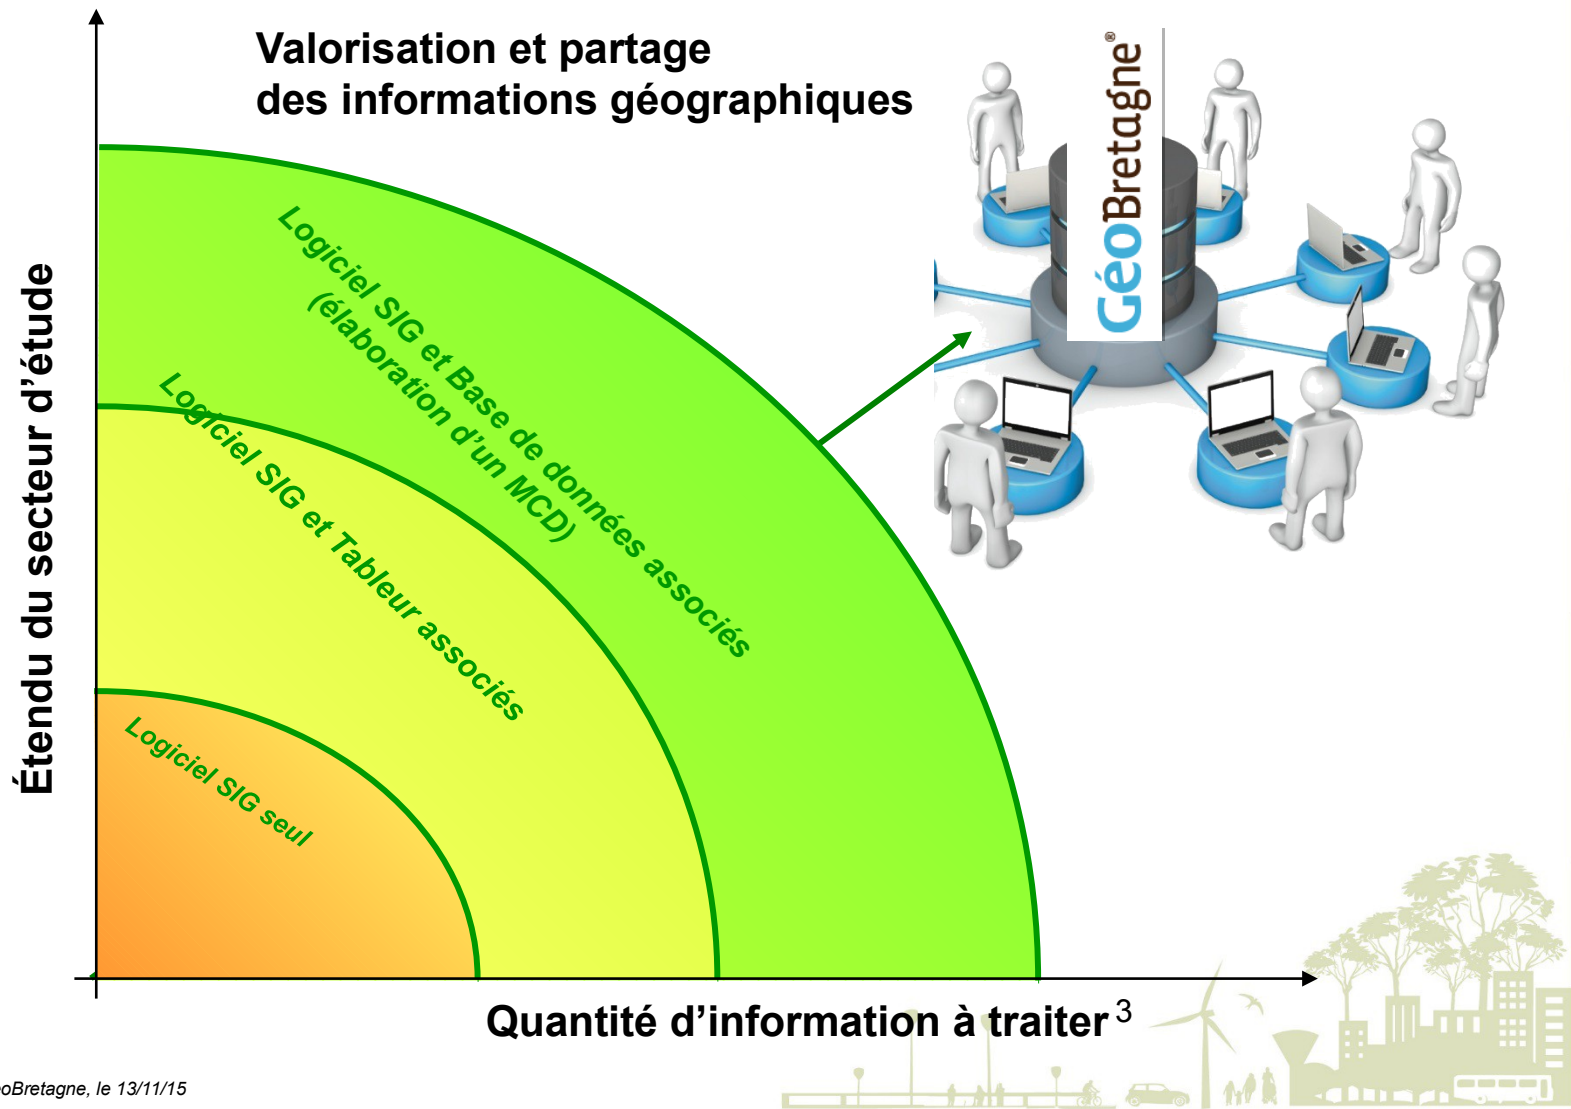 Valorisation et partage
des informations géographiques
GéoBretagne®
Étendu du secteur d’étude
Logiciel SIG et Base de données associés
(élaboration d’un MCD)
Logiciel SIG et Tableur associés
Logiciel SIG seul
Quantité d’information à traiter
3
oBretagne, le 13/11/15